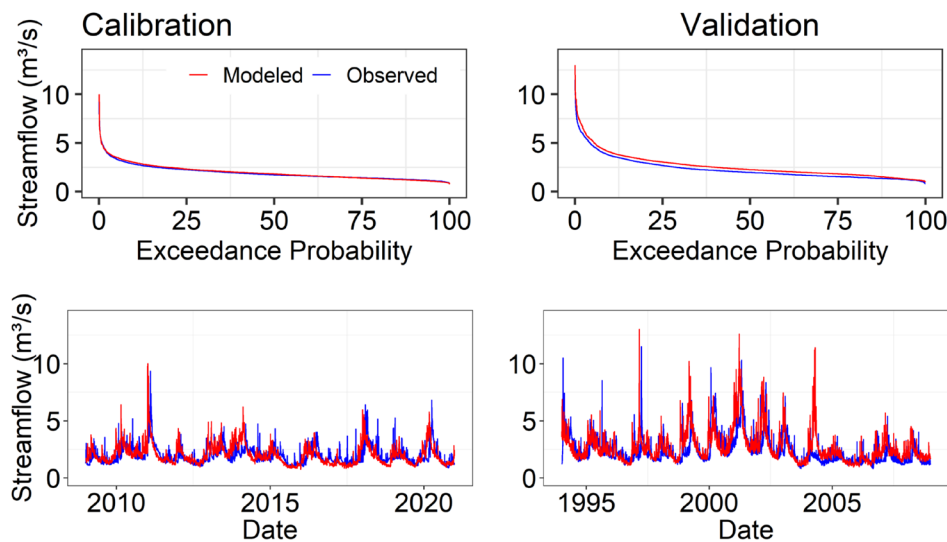 Calibration
Validation
Streamflow (m³/s)
Modeled
Observed
10
5
0
0
25
50
75
100
Exceedance Probability
10
5
0
0
25
50
75
100
Exceedance Probability
Streamflow (m³/s)
10
5
0
2010
2015
2020
Date
10
5
0
1995
2000
2005
Date